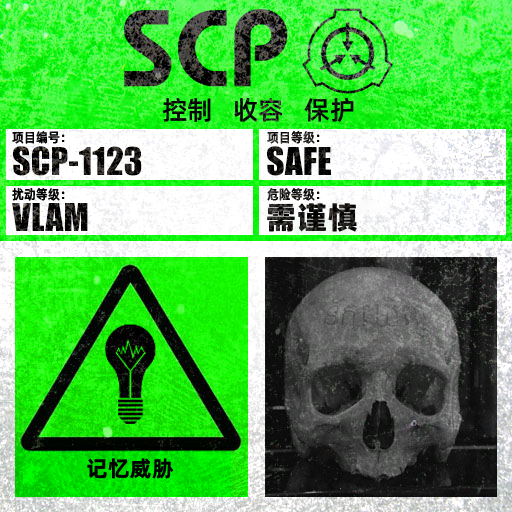 SCP
控制 收容 保护
项目编号：
SCP-1123
项目等级：
SAFE
扰动等级：
VLAM
危险等级：
需谨慎
记忆威胁